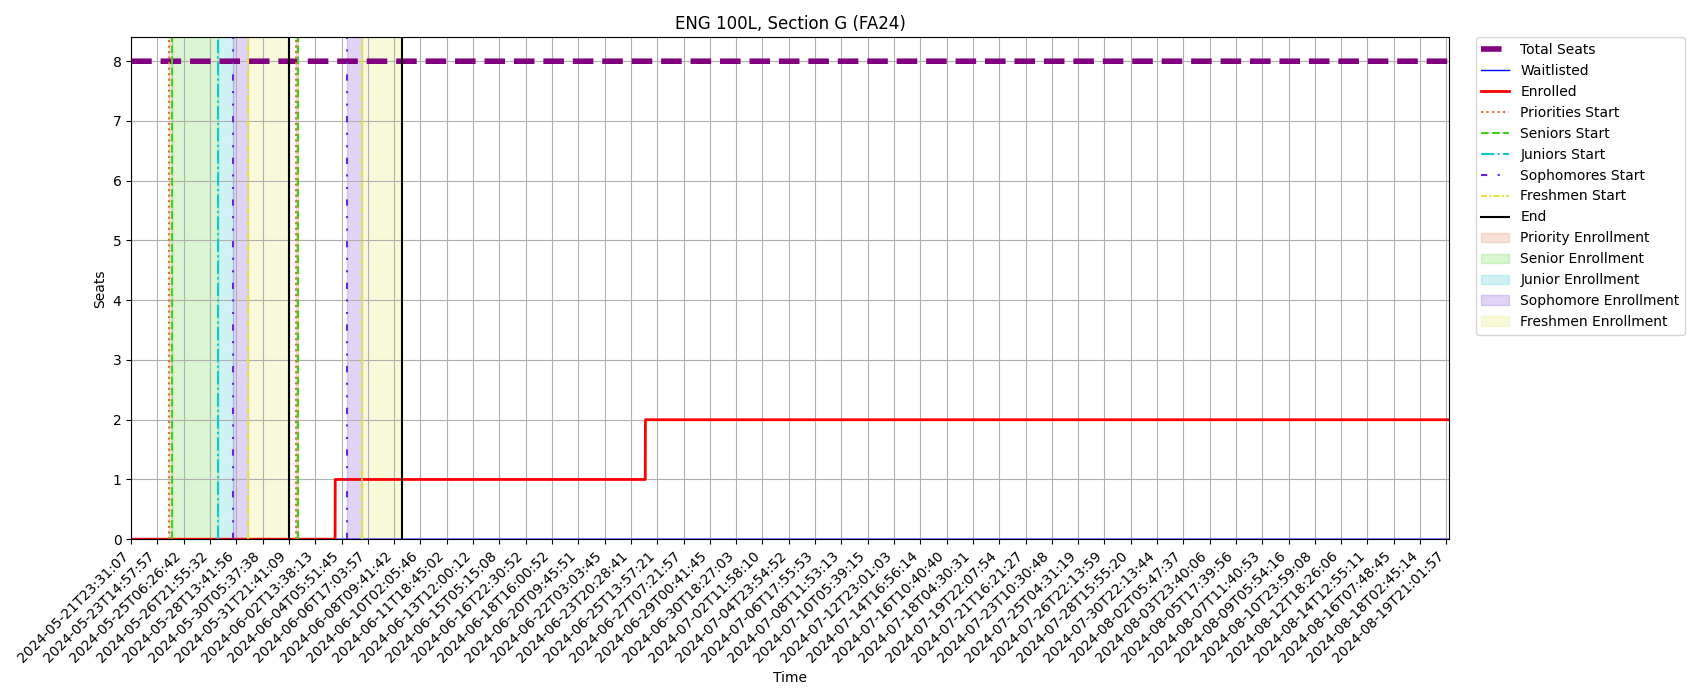 ENG 100L, Section G (FA24)
Seats
8
7
6
5
4
3
2
1
0
2024-05-21T23:31:07
2024-05-23T14:57:57
2024-05-25T06:26:42
2024-05-26T21:55:32
2024-05-28T13:41:56
2024-05-30T05:37:38
2024-05-31T21:41:09
2024-06-02T13:38:13
2024-06-04T05:51:45
2024-06-06T17:03:57
2024-06-08T09:41:42
2024-06-10T02:05:46
2024-06-11T18:45:02
2024-06-13T12:00:12
2024-06-15T05:15:08
2024-06-16T22:30:52
2024-06-18T16:00:52
2024-06-20T09:45:51
2024-06-22T03:03:45
2024-06-23T20:28:41
2024-06-25T13:57:21
2024-06-27T07:21:57
2024-06-29T00:41:45
2024-06-30T18:27:03
2024-07-02T11:58:10
2024-07-04T23:54:52
2024-07-06T17:55:53
2024-07-08T11:53:13
2024-07-10T05:39:15
2024-07-12T23:01:03
2024-07-14T16:56:14
2024-07-16T10:40:40
2024-07-18T04:30:31
2024-07-19T22:07:54
2024-07-21T16:21:27
2024-07-23T10:30:48
2024-07-25T04:31:19
2024-07-26T22:13:59
2024-07-28T15:55:20
2024-07-30T22:13:44
2024-08-02T05:47:37
2024-08-03T23:40:06
2024-08-05T17:39:56
2024-08-07T11:40:53
2024-08-09T05:54:16
2024-08-10T23:59:08
2024-08-12T18:26:06
2024-08-14T12:55:11
2024-08-16T07:48:45
2024-08-18T02:45:14
2024-08-19T21:01:57
Time
Total Seats
Waitlisted
Enrolled
Priorities Start
Seniors Start
Juniors Start
Sophomores Start
Freshmen Start
End
Priority Enrollment
Senior Enrollment
Junior Enrollment
Sophomore Enrollment
Freshmen Enrollment